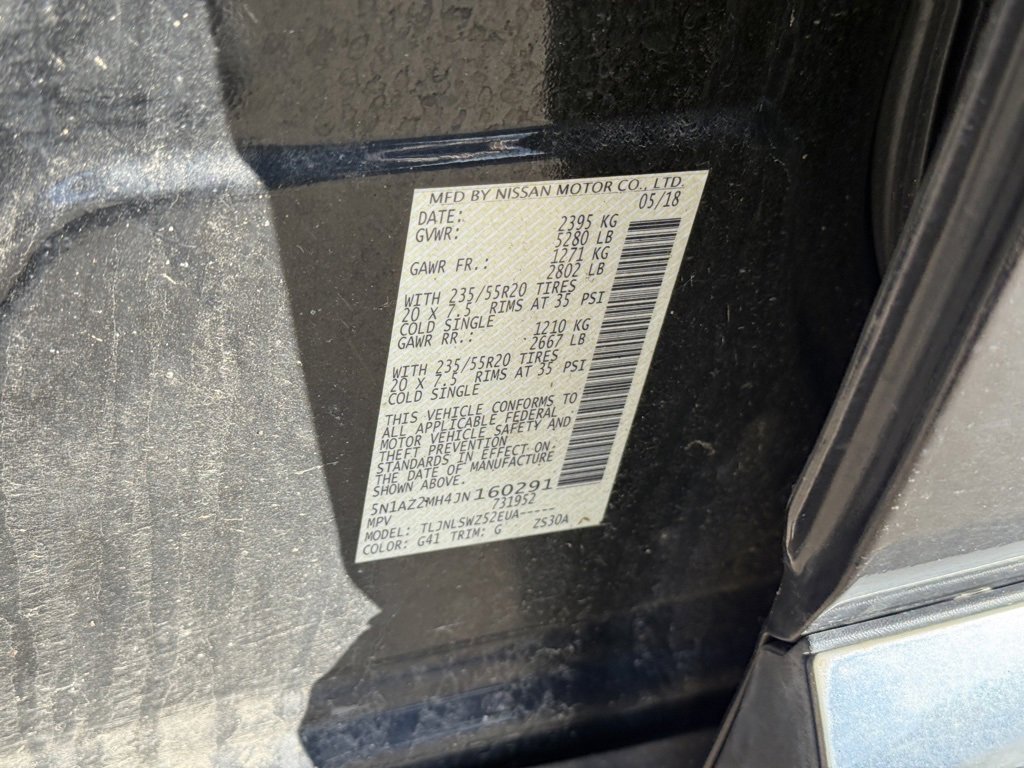 MFD BY NISSAN MOTOR CO., LTD.
DATE: 05/18
GVWR: 2395 KG
5280 LB
GAWR FR.: 1271 KG
2802 LB
WITH 235/55R20 TIRES
20 X 7.5 RIMS AT 35 PSI
COLD SINGLE
GAWR RR.: 1210 KG
2667 LB
WITH 235/55R20 TIRES
20 X 7.5 RIMS AT 35 PSI
COLD SINGLE
THIS VEHICLE CONFORMS TO
ALL APPLICABLE FEDERAL
MOTOR VEHICLE SAFETY AND
THEFT PREVENTION
STANDARDS IN EFFECT ON
THE DATE OF MANUFACTURE
SHOWN ABOVE.
5N1AZ2MH4JN160291
MPV 731952
MODEL: TLJNLSWZ52EUA-----
COLOR: G41 TRIM: G ZS30A